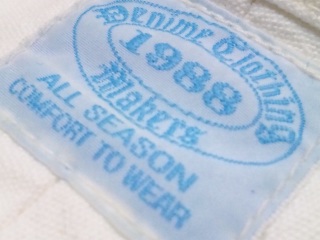 Denime Clothing
1988
Makers
ALL SEASON
COMFORT TO WEAR